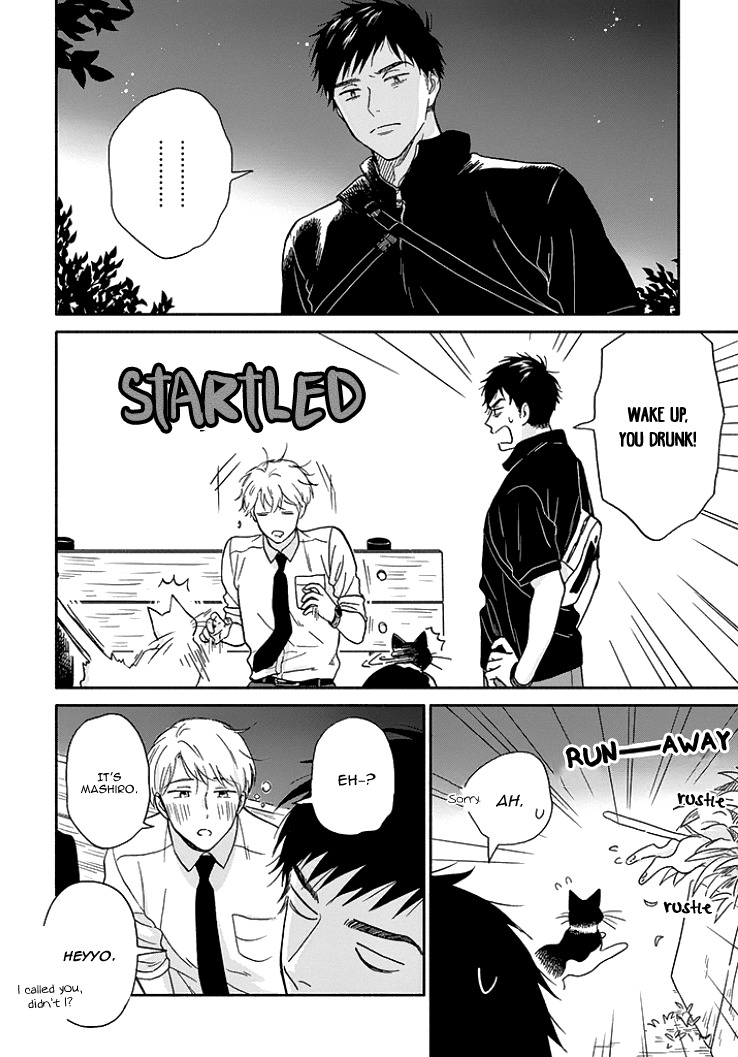 ............
............
WAKE UP,
YOU DRUNK!
STARTLED
RUN—AWAY
rustle
AH.
Sorry
rustle
EH-?
IT'S
MASHIRO.
HEYYO.
I called you,
didn't I?